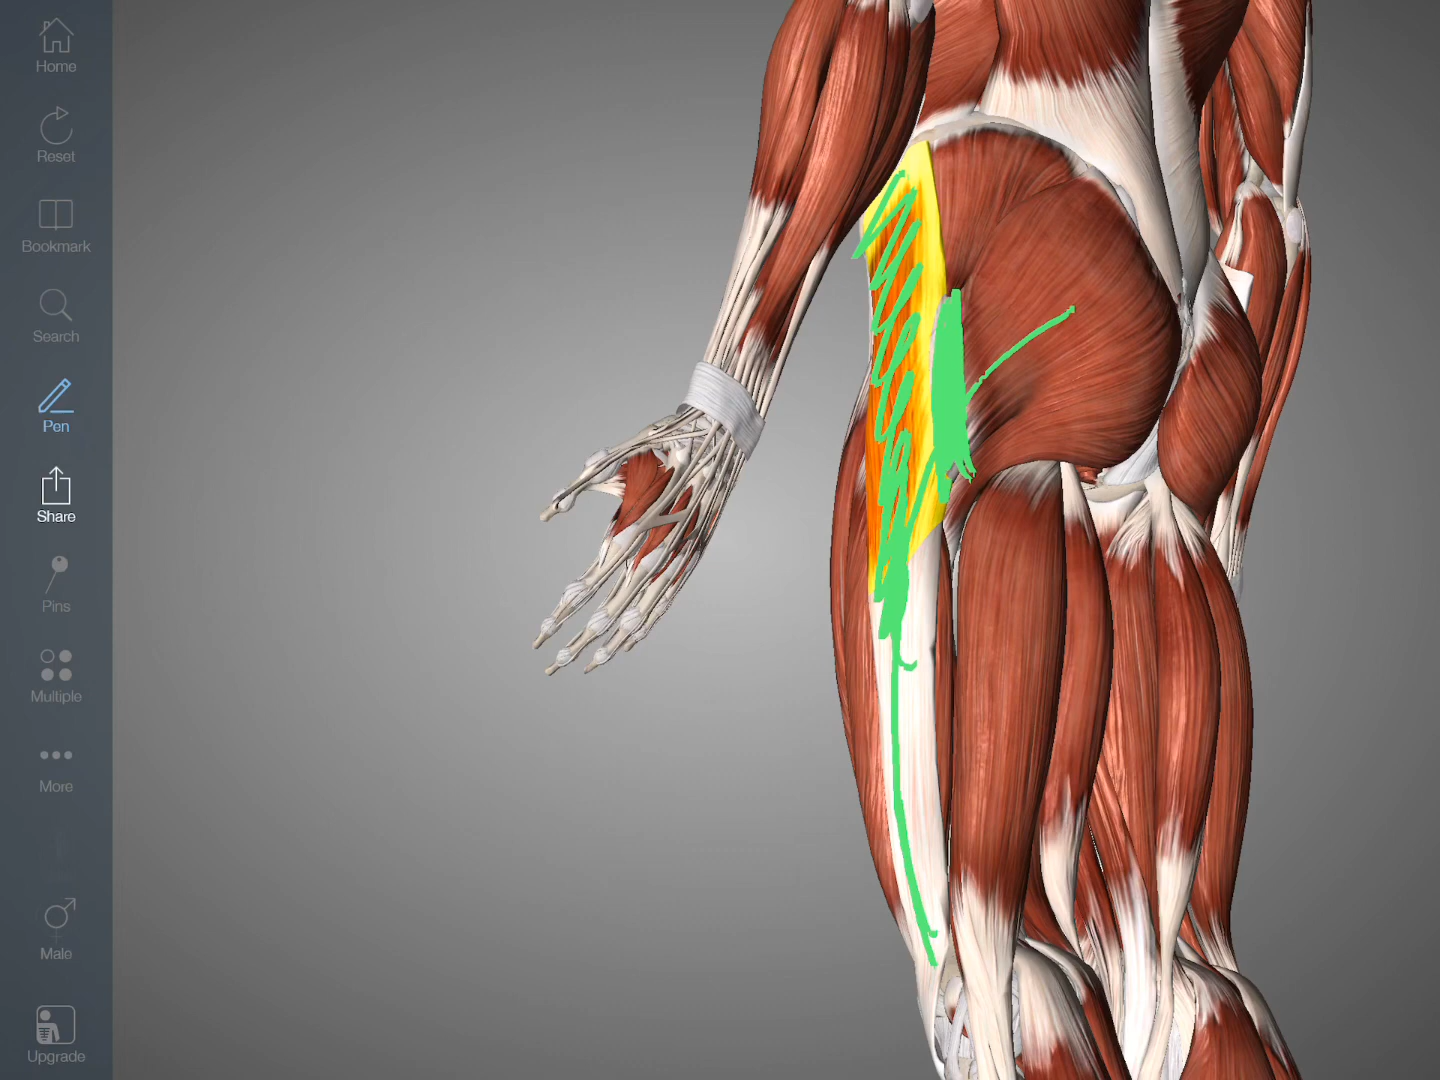 Home
Reset
Bookmark
Search
Pen
Share
Pins
Multiple
More
Male
Upgrade